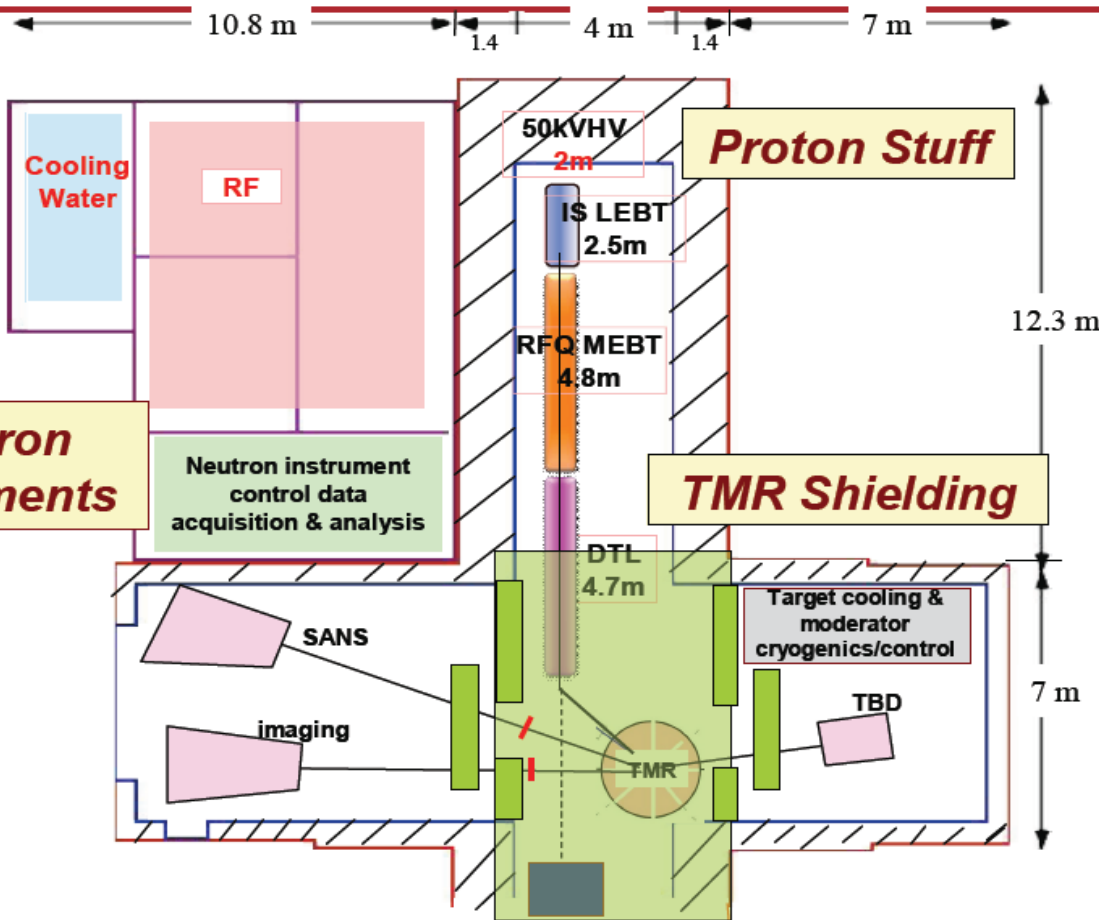 10.8 m
4 m
7 m
1.4
1.4
50kVHV
2m
Proton Stuff
Cooling
Water
RF
IS LEBT
2.5m
12.3 m
RFQ MEBT
4.8m
ron
ments
Neutron instrument
control data
acquisition & analysis
TMR Shielding
DTL
4.7m
Target cooling &
moderator
cryogenics/control
SANS
7 m
TBD
imaging
TMR